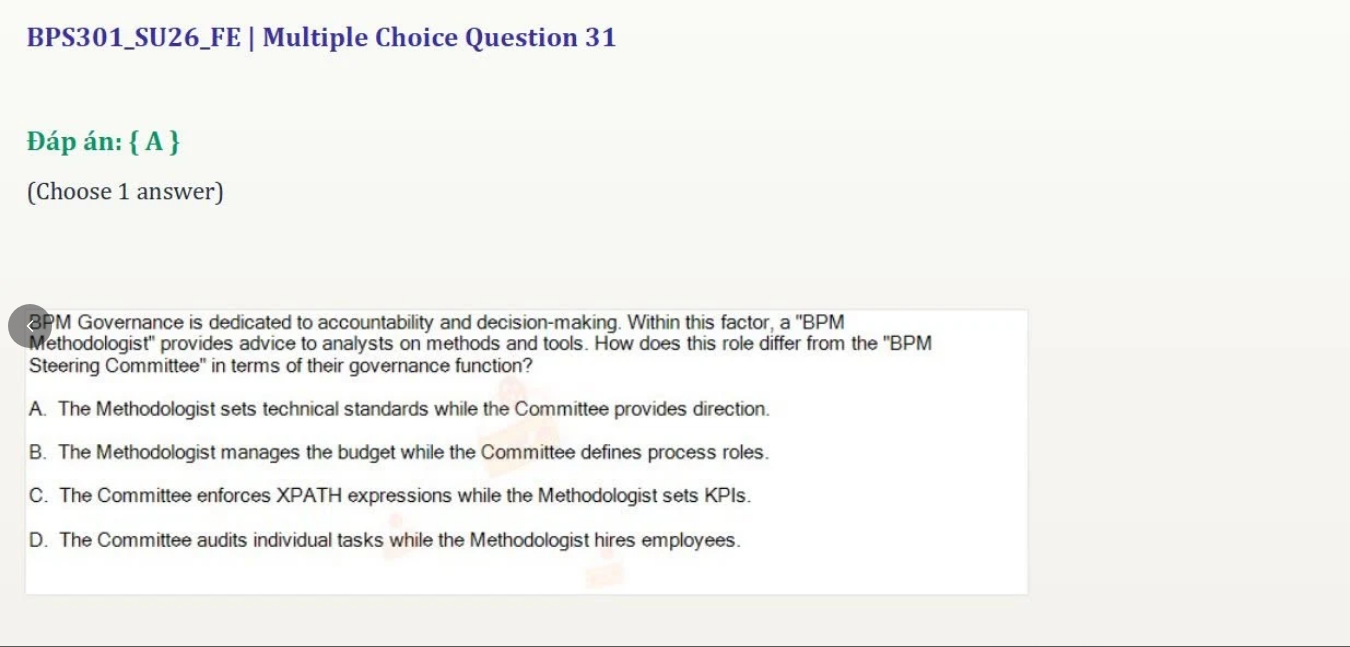 BPS301_SU26_FE | Multiple Choice Question 31
Đáp án: { A }
(Choose 1 answer)
BPM Governance is dedicated to accountability and decision-making. Within this factor, a "BPM
Methodologist" provides advice to analysts on methods and tools. How does this role differ from the "BPM
Steering Committee" in terms of their governance function?
A. The Methodologist sets technical standards while the Committee provides direction.
B. The Methodologist manages the budget while the Committee defines process roles.
C. The Committee enforces XPATH expressions while the Methodologist sets KPIs.
D. The Committee audits individual tasks while the Methodologist hires employees.